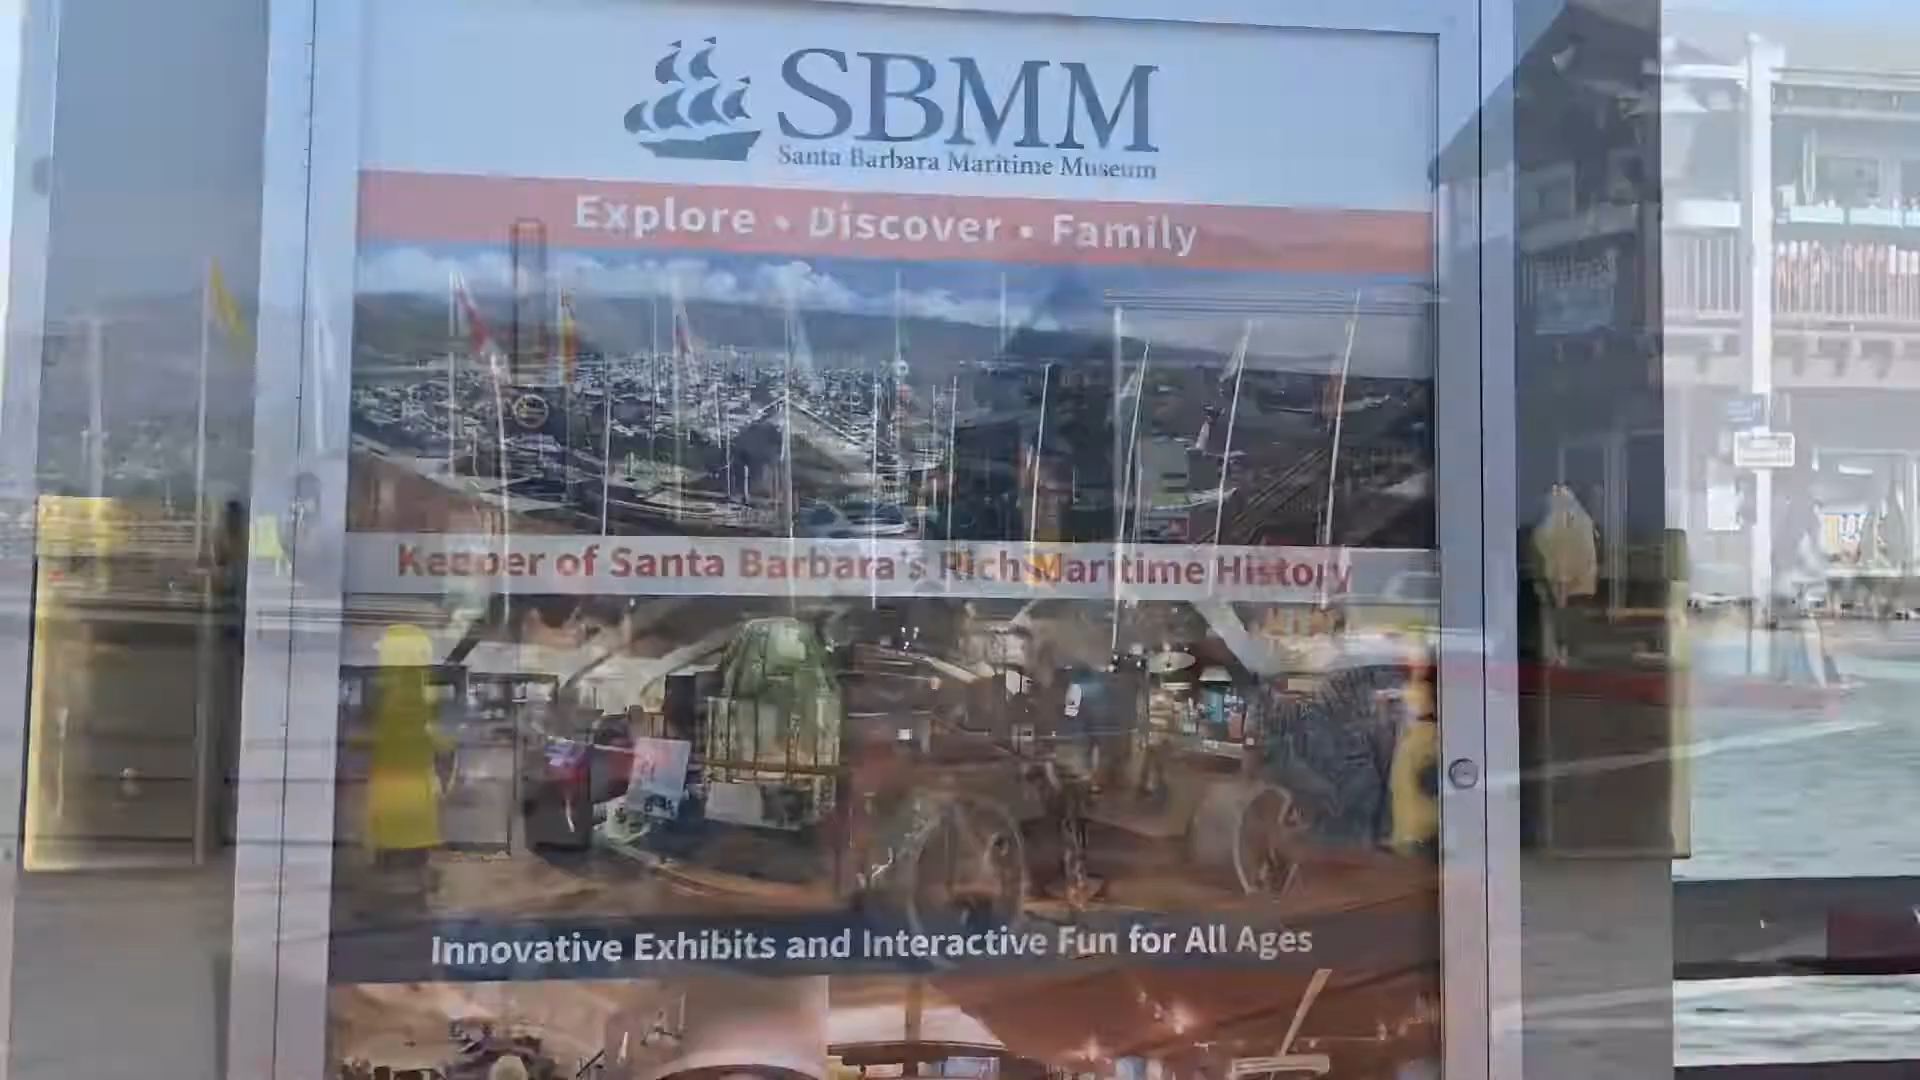 SBMM
Santa Barbara Maritime Museum
Explore • Discover • Family
Keeper of Santa Barbara's Rich Maritime History
Innovative Exhibits and Interactive Fun for All Ages